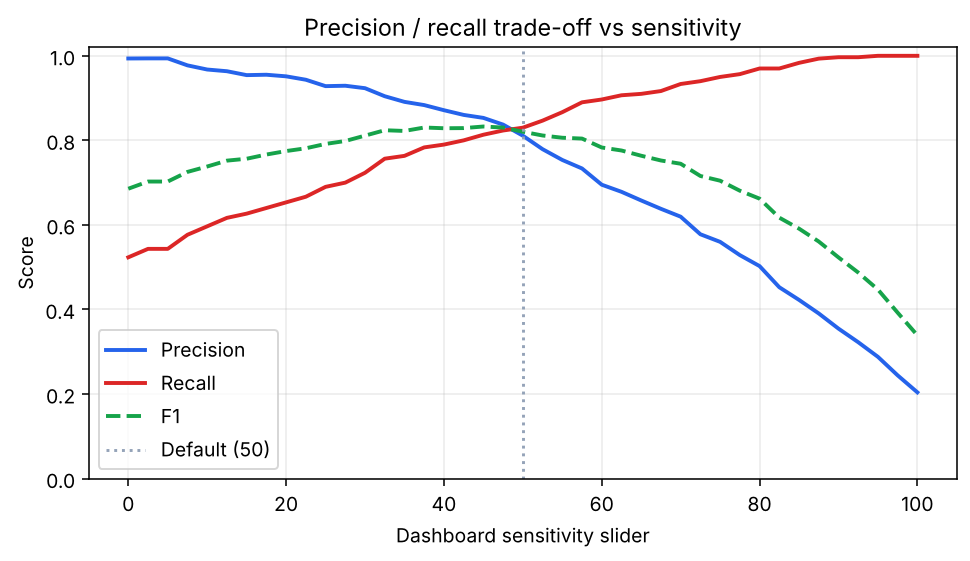 Precision / recall trade-off vs sensitivity
Score
1.0
0.8
0.6
0.4
0.2
0.0
Precision
Recall
F1
Default (50)
0 20 40 60 80 100
Dashboard sensitivity slider